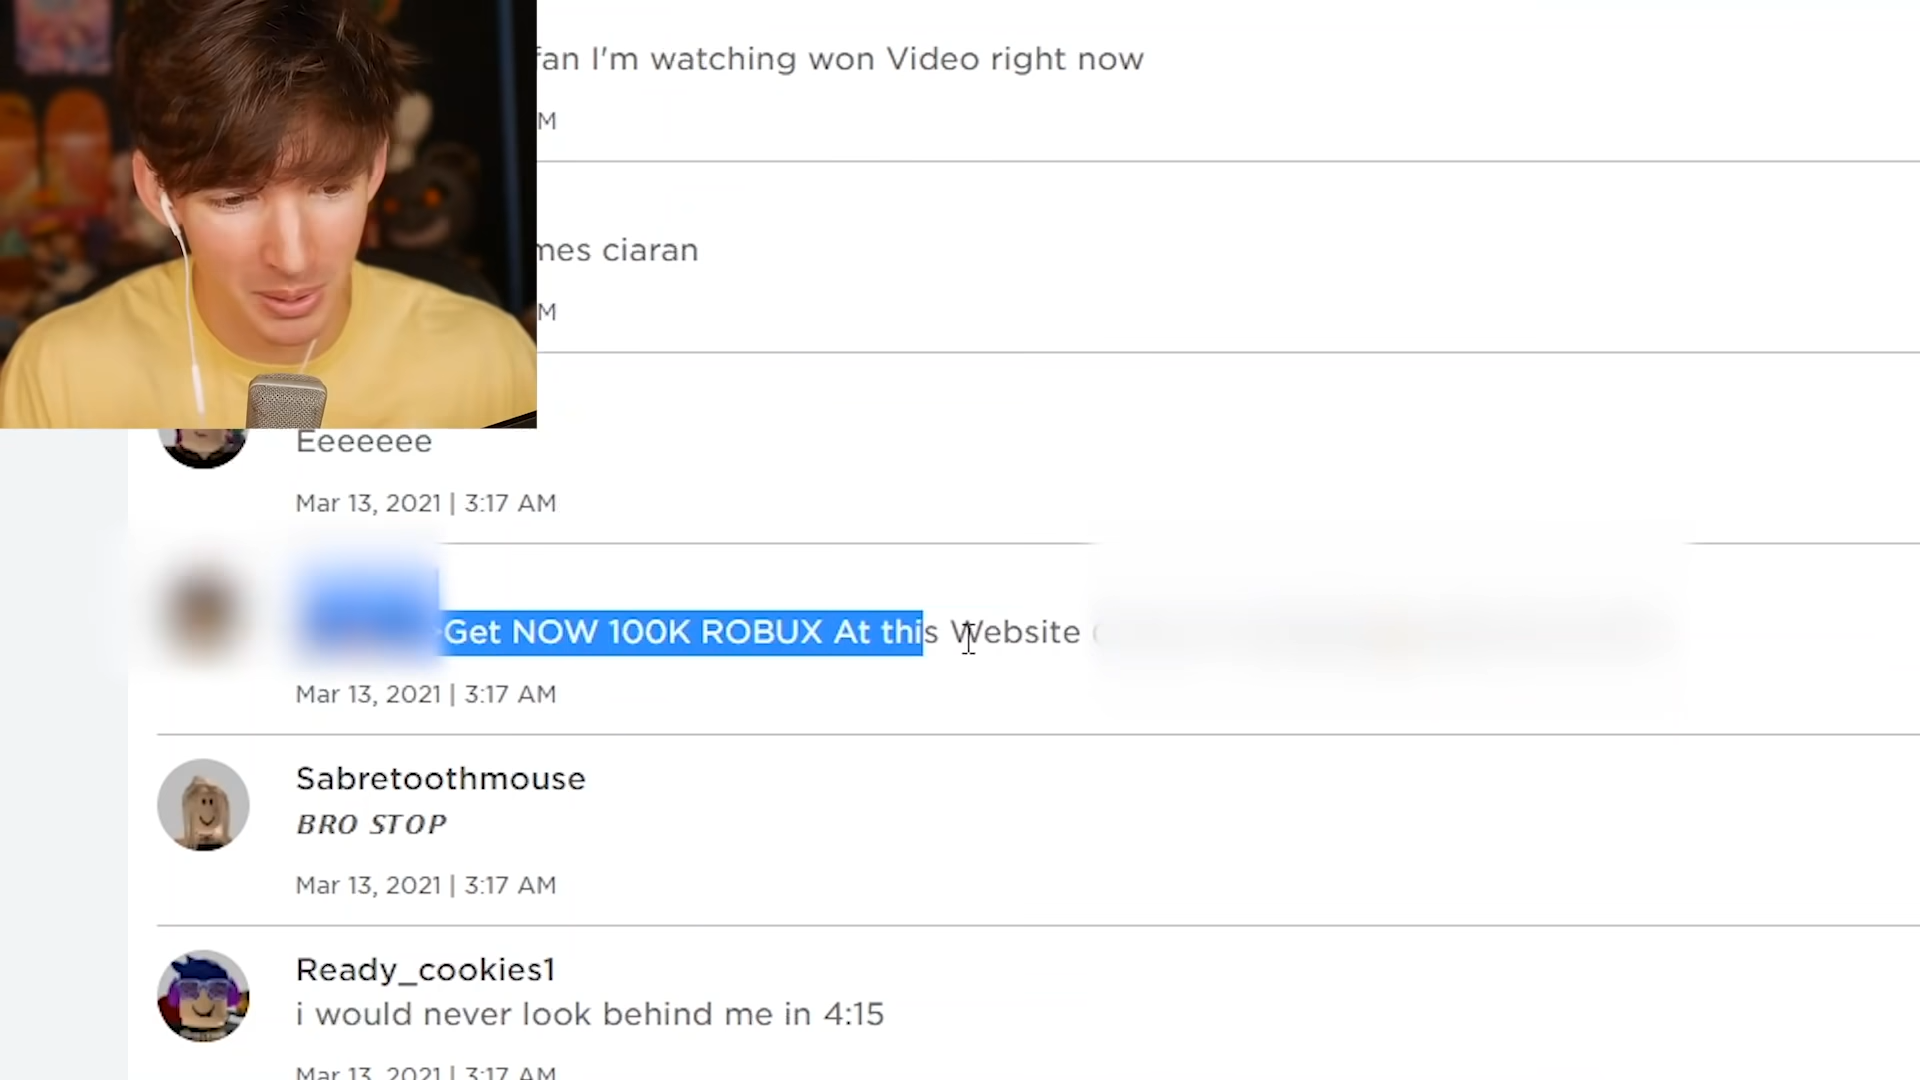 fan I'm watching won Video right now
M
mes ciaran
M
Eeeeeee
Mar 13, 2021 | 3:17 AM
Get NOW 100K ROBUX At this Website
Mar 13, 2021 | 3:17 AM
Sabretoothmouse
BRO STOP
Mar 13, 2021 | 3:17 AM
Ready_cookies1
i would never look behind me in 4:15
Mar 13, 2021 | 3:17 AM